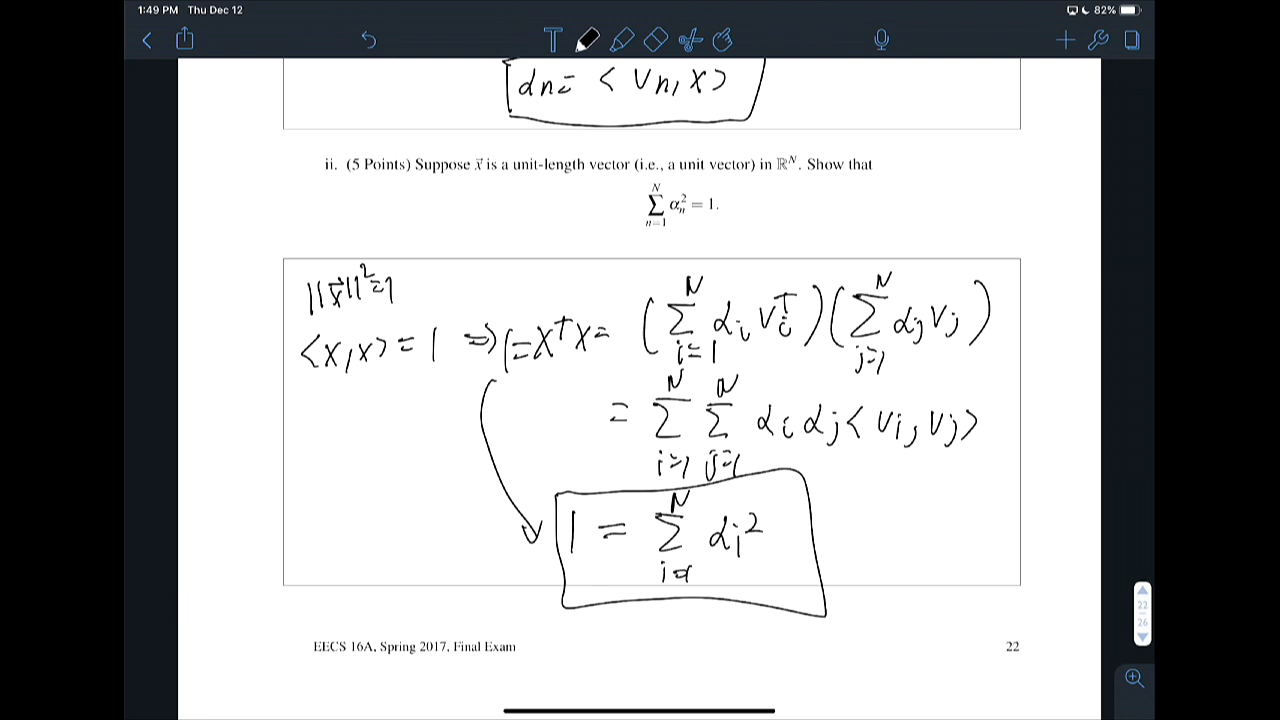 1:49 PM Thu Dec 12
82%
αn = < Vn, x >
ii. (5 Points) Suppose x⃗ is a unit-length vector (i.e., a unit vector) in ℝᴺ. Show that
N
∑ αₙ² = 1.
n=1
||x⃗||² = 1
<x,x> = 1 ⇒ 1 = xᵀx = (∑_{i=1}^{N} αᵢ Vᵢᵀ)(∑_{j=1}^{N} αⱼ Vⱼ)
= ∑_{i=1}^{N} ∑_{j=1}^{N} αᵢ αⱼ < Vᵢ, Vⱼ >
1 = ∑_{i=1}^{N} αᵢ²
22
26
EECS 16A, Spring 2017, Final Exam 22